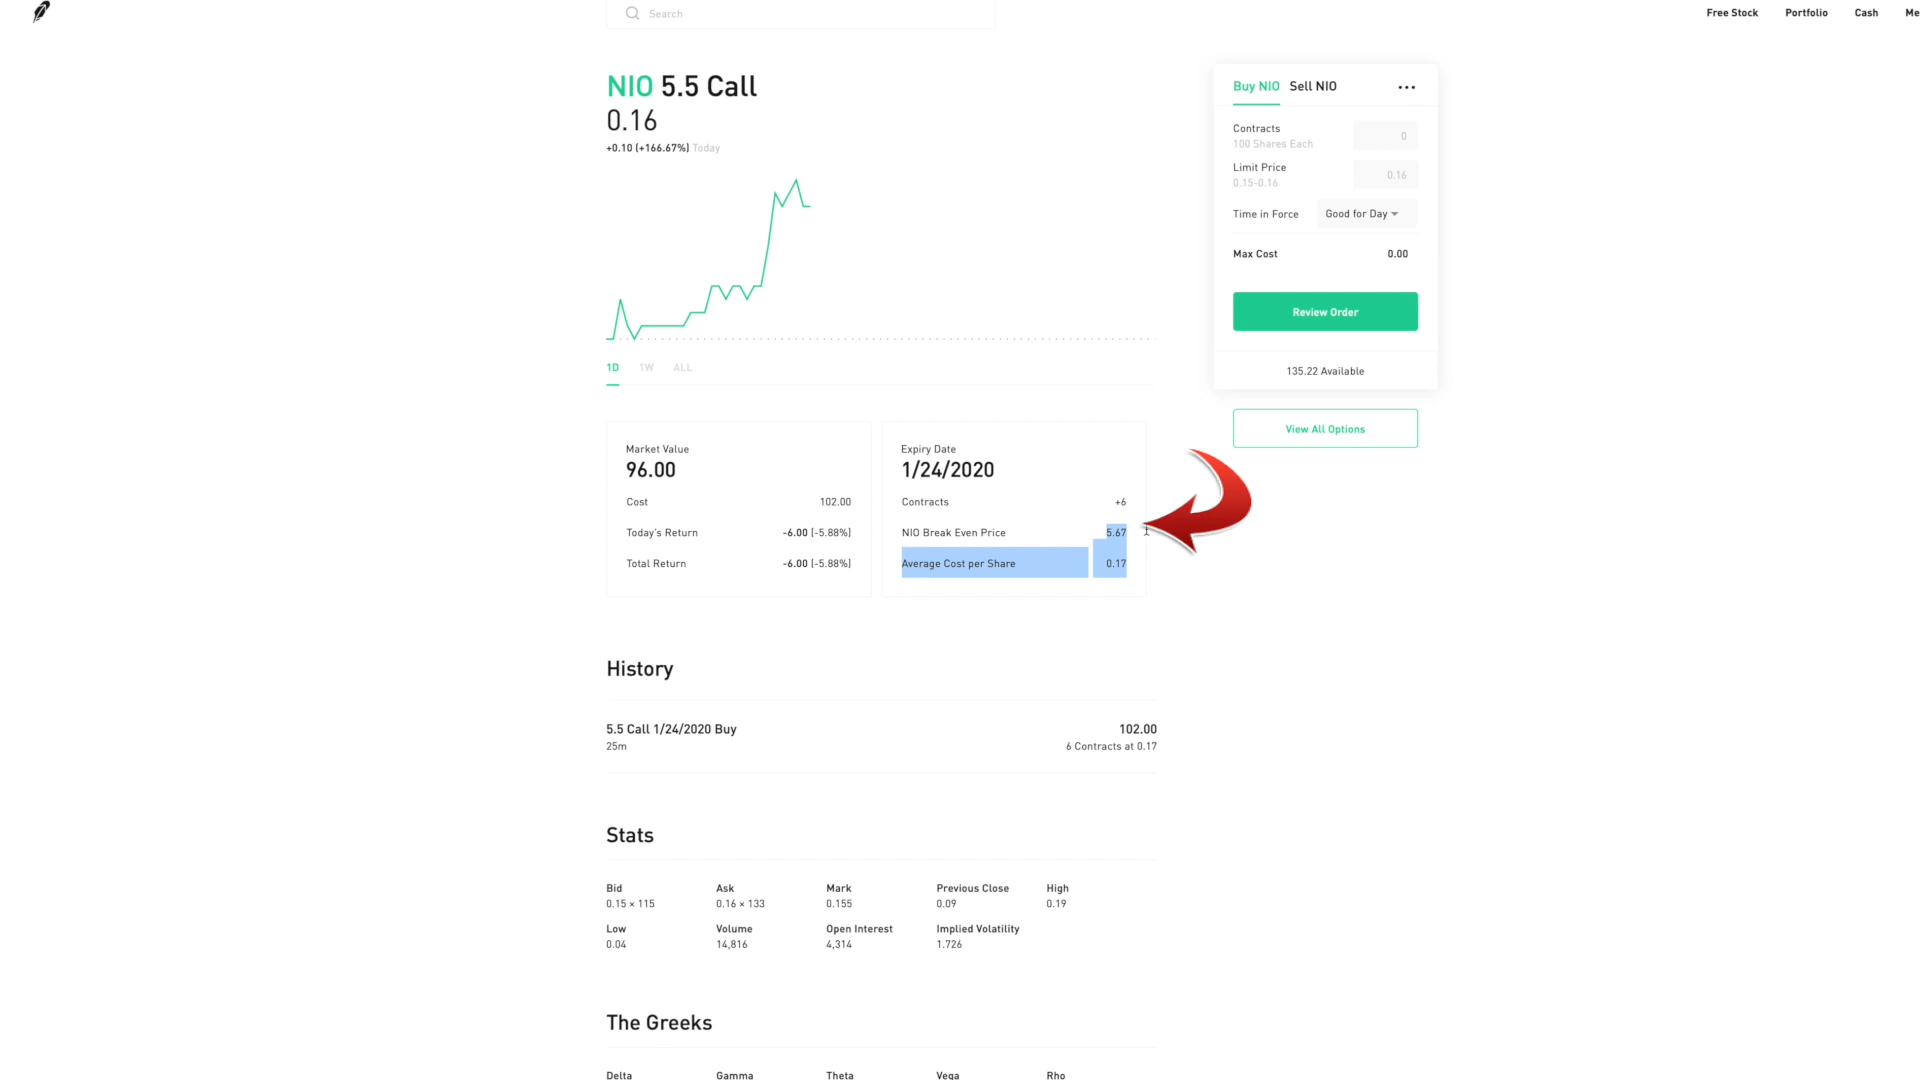 Search
Free Stock
Portfolio
Cash
Me
NIO 5.5 Call
0.16
+0.10 (+166.67%) Today
1D
1W
ALL
Buy NIO
Sell NIO
Contracts
100 Shares Each
0
Limit Price
0.15-0.16
0.16
Time in Force
Good for Day
Max Cost
0.00
Review Order
135.22 Available
View All Options
Market Value
96.00
Cost
102.00
Today's Return
-6.00 (-5.88%)
Total Return
-6.00 (-5.88%)
Expiry Date
1/24/2020
Contracts
+6
NIO Break Even Price
5.67
Average Cost per Share
0.17
History
5.5 Call 1/24/2020 Buy
102.00
25m
6 Contracts at 0.17
Stats
Bid
0.15 × 115
Ask
0.16 × 133
Mark
0.155
Previous Close
0.09
High
0.19
Low
0.04
Volume
14,816
Open Interest
4,314
Implied Volatility
1.726
The Greeks
Delta
Gamma
Theta
Vega
Rho